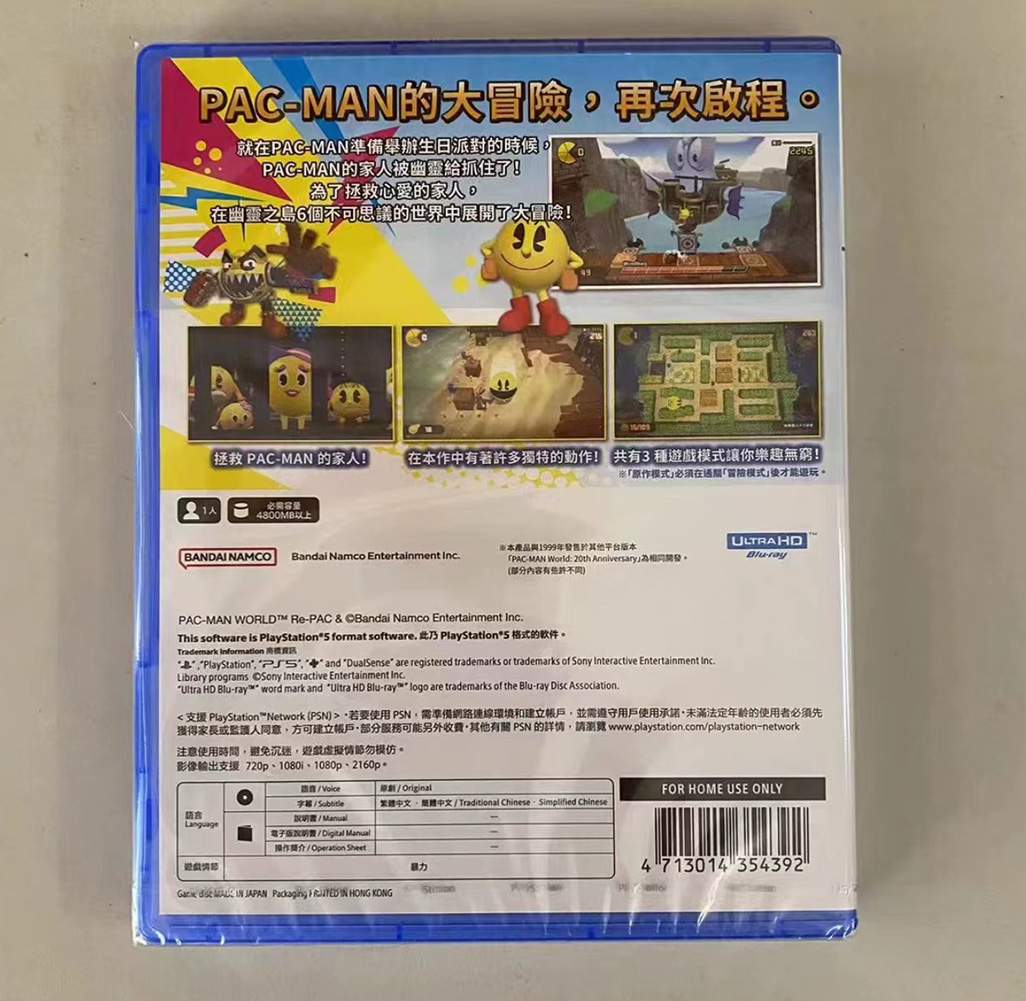 PAC-MAN的大冒險，再次啟程。
就在PAC-MAN準備舉辦生日派對的時候，
PAC-MAN的家人被幽靈給抓住了！
為了拯救心愛的家人，
在幽靈之島6個不可思議的世界中展開了大冒險！
0
2245
49
0
215
18
1
263
15/109
拯救 PAC-MAN 的家人！
在本作中有著許多獨特的動作！
共有3 種遊戲模式讓你樂趣無窮！
※「原作模式」必須在通關「冒險模式」後才能遊玩。
1人
必需容量
4800MB以上
BANDAI NAMCO
Bandai Namco Entertainment Inc.
※本產品與1999年發售於其他平台版本
「PAC-MAN World: 20th Anniversary」為相同開發。
(部分內容有些許不同)
ULTRA HD™
Blu-ray
PAC-MAN WORLD™ Re-PAC & ©Bandai Namco Entertainment Inc.
This software is PlayStation®5 format software. 此乃 PlayStation®5 格式的軟件。
Trademark Information 商標資訊
" ", "PlayStation", "PS5", " " and "DualSense" are registered trademarks or trademarks of Sony Interactive Entertainment Inc.
Library programs ©Sony Interactive Entertainment Inc.
"Ultra HD Blu-ray™" word mark and "Ultra HD Blu-ray™" logo are trademarks of the Blu-ray Disc Association.
<支援 PlayStation™Network (PSN)>・若要使用 PSN，需準備網路連線環境和建立帳戶，並需遵守用戶使用承諾・未滿法定年齡的使用者必須先
獲得家長或監護人同意，方可建立帳戶・部分服務可能另外收費・其他有關 PSN 的詳情，請瀏覽 www.playstation.com/playstation-network
注意使用時間，避免沉迷，遊戲虛擬情節勿模仿。
影像輸出支援 720p、1080i、1080p、2160p。
語言
Language
語音 / Voice
原創 / Original
字幕 / Subtitle
繁體中文 · 簡體中文 / Traditional Chinese · Simplified Chinese
說明書 / Manual
—
電子版說明書 / Digital Manual
—
操作簡介 / Operation Sheet
—
遊戲情節
暴力
FOR HOME USE ONLY
4 713014 354392
Game disc MADE IN JAPAN Packaging PRINTED IN HONG KONG